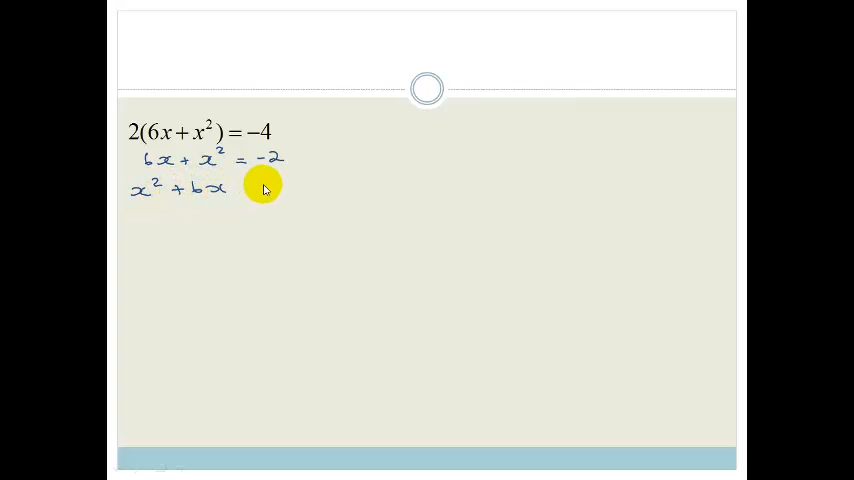 2(6x + x²) = −4
6x + x² = -2
x² + 6x